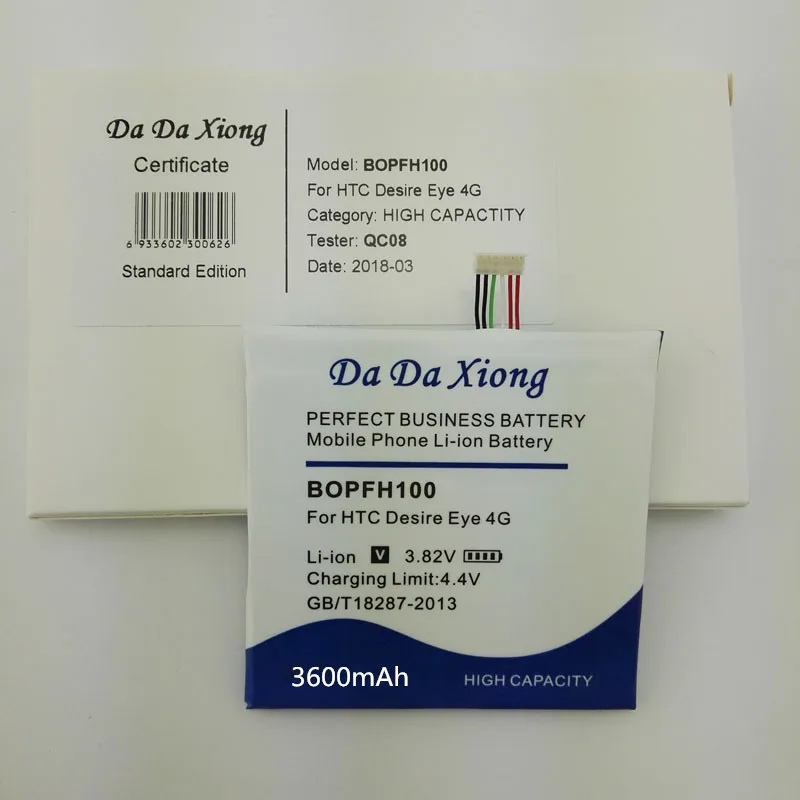 Da Da Xiong
Certificate
6 933602 300626
Standard Edition
Model: BOPFH100
For HTC Desire Eye 4G
Category: HIGH CAPACTITY
Tester: QC08
Date: 2018-03
Da Da Xiong
PERFECT BUSINESS BATTERY
Mobile Phone Li-ion Battery
BOPFH100
For HTC Desire Eye 4G
Li-ion V 3.82V
Charging Limit:4.4V
GB/T18287-2013
3600mAh
HIGH CAPACITY